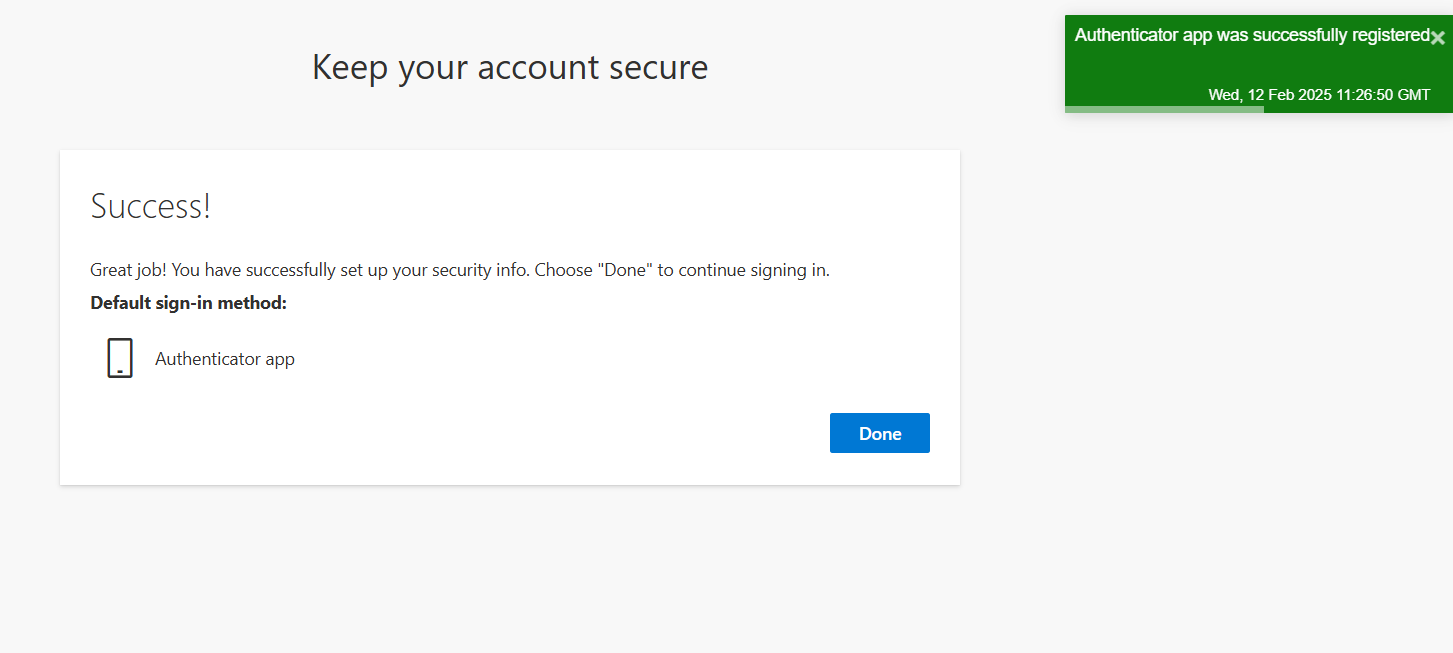 Keep your account secure
Authenticator app was successfully registered
Wed, 12 Feb 2025 11:26:50 GMT
Success!
Great job! You have successfully set up your security info. Choose "Done" to continue signing in.
Default sign-in method:
Authenticator app
Done